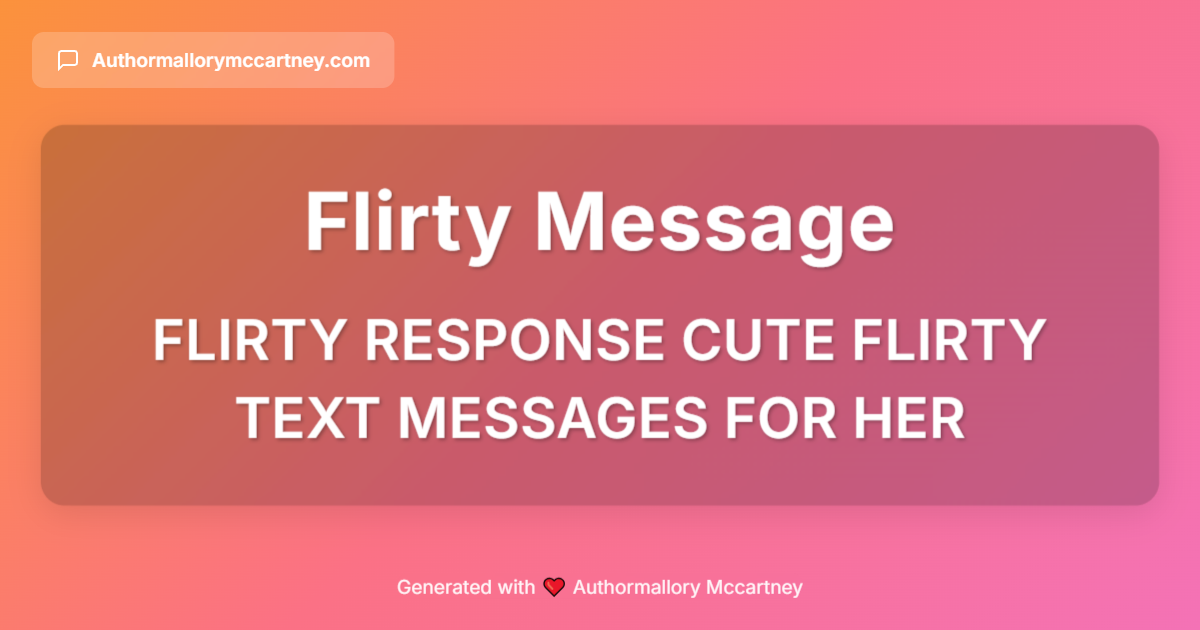 Authormallorymccartney.com
Flirty Message
FLIRTY RESPONSE CUTE FLIRTY
TEXT MESSAGES FOR HER
Generated with ❤️ Authormallory Mccartney